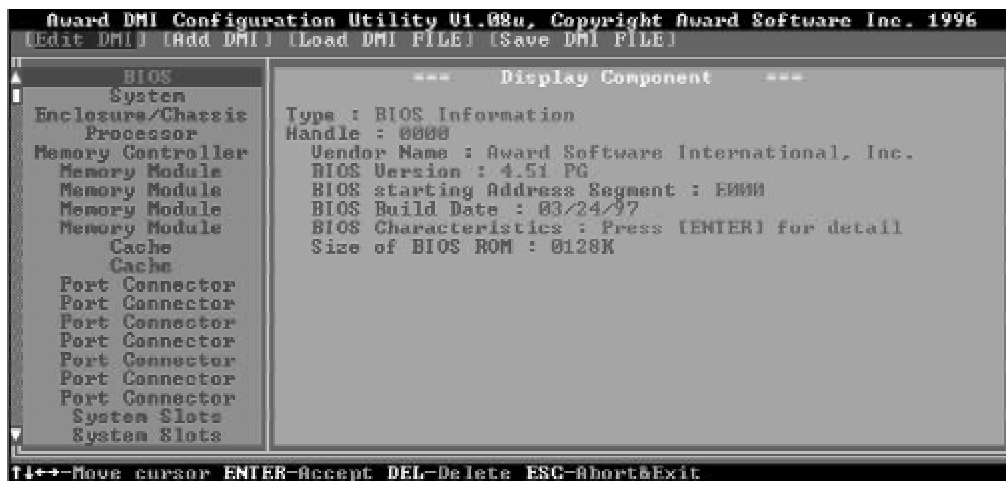 Award DMI Configuration Utility V1.08u, Copyright Award Software Inc. 1996
[Edit DMI] [Add DMI] [Load DMI FILE] [Save DMI FILE]
BIOS
System
Enclosure/Chassis
Processor
Memory Controller
Memory Module
Memory Module
Memory Module
Memory Module
Cache
Cache
Port Connector
Port Connector
Port Connector
Port Connector
Port Connector
Port Connector
Port Connector
System Slots
System Slots
=== Display Component ===
Type : BIOS Information
Handle : 0000
Vendor Name : Award Software International, Inc.
BIOS Version : 4.51 PG
BIOS starting Address Segment : E000
BIOS Build Date : 03/24/97
BIOS Characteristics : Press [ENTER] for detail
Size of BIOS ROM : 0128K
↑↓←→-Move cursor ENTER-Accept DEL-Delete ESC-Abort&Exit